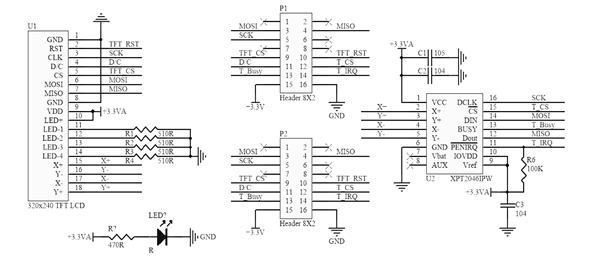 P1
U1
GND 1
RST 2 TFT_RST
CLK 3 SCK
D/C 4 D/C
CS 5 TFT_CS
MOSI 6 MOSI
MISO 7 MISO
GND 8
VDD 9 +3.3VA
LED+ 10
LED-1 11
LED-2 12 R1 510R
LED-3 13 R2 510R
LED-4 14 R3 510R
X+ 15 X+ R4 510R
Y- 16 Y-
X- 17 X-
Y+ 18 Y+
320x240 TFT LCD
1 2
MOSI 3 4 MISO
SCK 5 6
7 8
TFT_CS 9 10 TFT_RST
D/C 11 12 T_CS
T_Busy 13 14 T_IRQ
15 16
+3.3V Header 8X2 GND
P2
1 2
MOSI 3 4 MISO
SCK 5 6
7 8
TFT_CS 9 10
D/C 11 12 T_CS
T_Busy 13 14 T_IRQ
15 16
+3.3V Header 8X2 GND
+3.3VA
C1 105
C2 104
1 VCC DCLK 16 SCK
X+ 2 X+ CS 15 T_CS
Y+ 3 Y+ DIN 14 MOSI
X- 4 X- BUSY 13 T_Busy
Y- 5 Y- Dout 12 MISO
6 GND PENIRQ 11 T_IRQ
7 Vbat IOVDD 10
8 AUX Vref 9
U2 XPT2046IPW
R6
100K
+3.3VA
C3
104
+3.3VA R? 470R LED? R GND